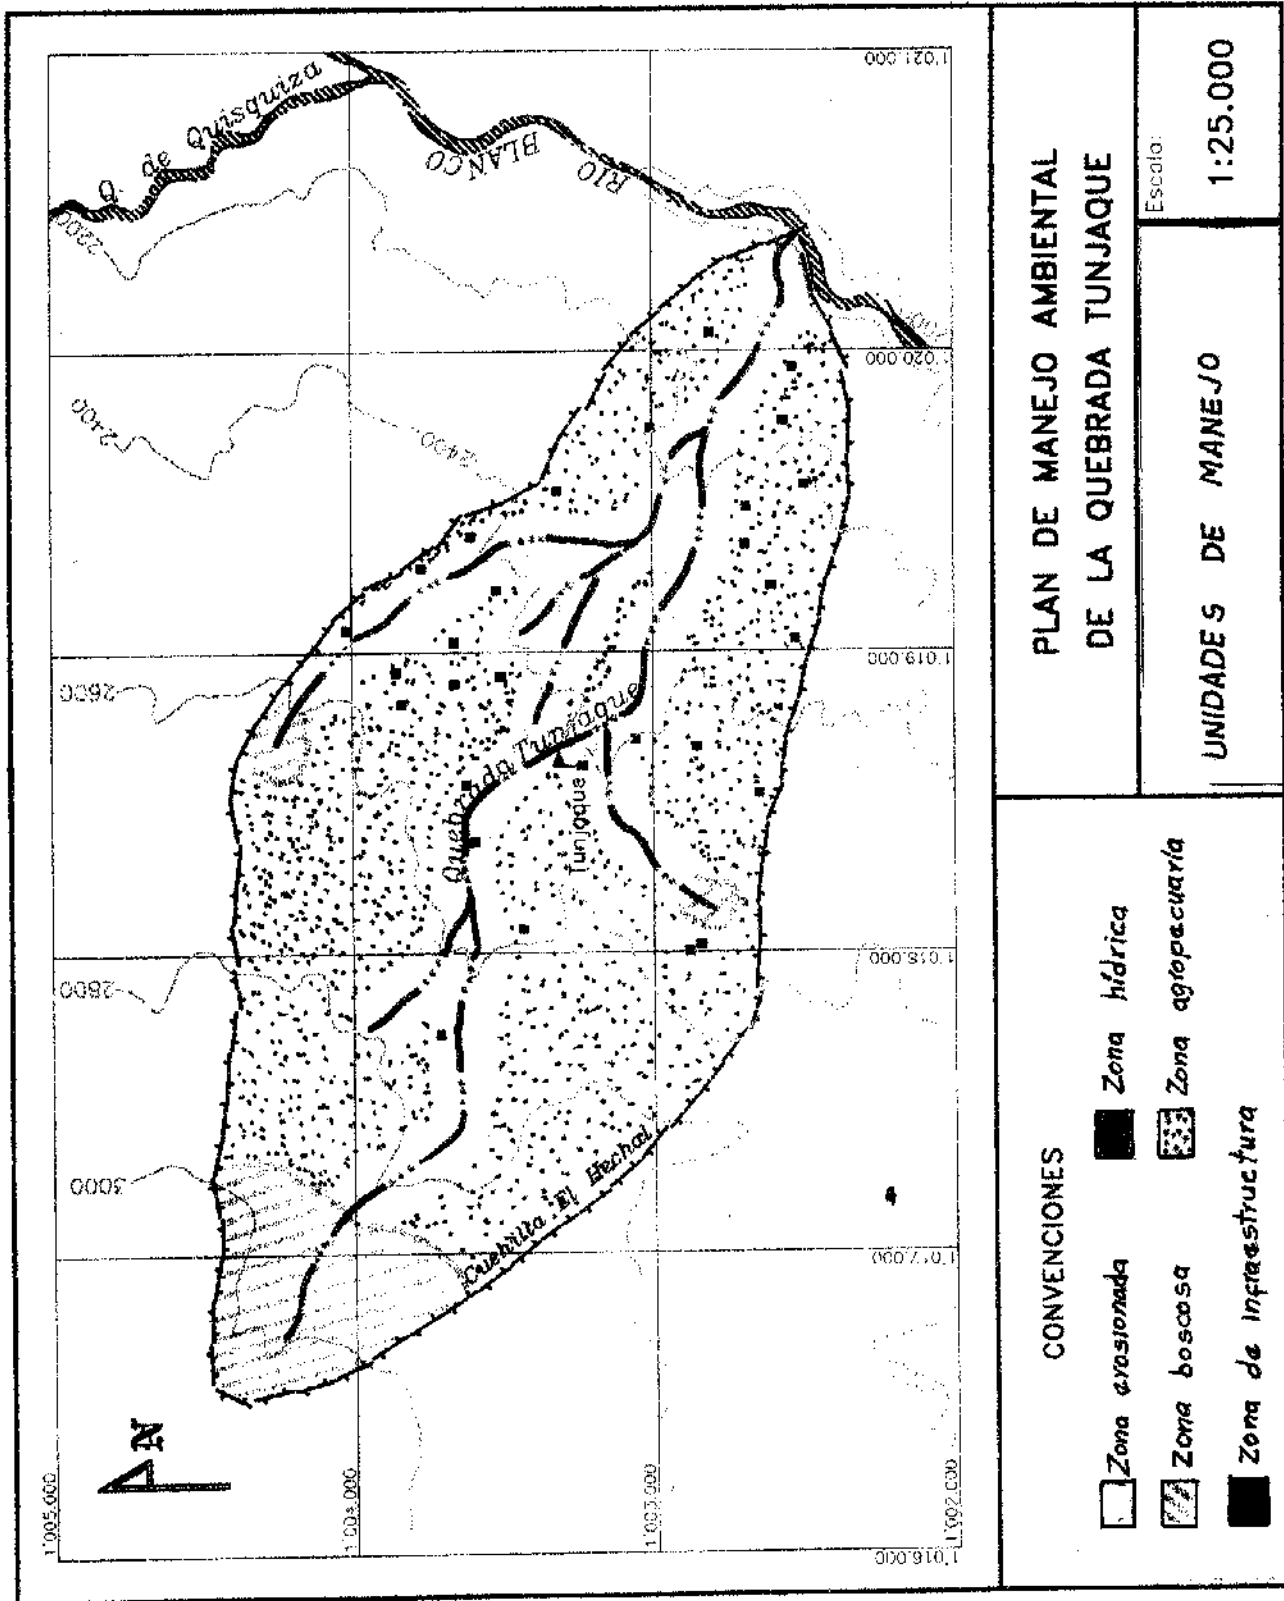 Q. de Quisquiza
RIO BLANCO
2200
2400
2400
2600
2800
3000
Quebrada Tunjaque
Tunjaque
Cuchilla El Hechal
N
1'005.000
1'004.000
1'003.000
1'002.000
1'016.000
1'017.000
1'018.000
1'019.000
1'020.000
1'021.000
CONVENCIONES
Zona erosionada
Zona hídrica
Zona boscosa
Zona agropecuaria
Zona de infraestructura
PLAN DE MANEJO AMBIENTAL
DE LA QUEBRADA TUNJAQUE
UNIDADES DE MANEJO
Escala:
1:25.000